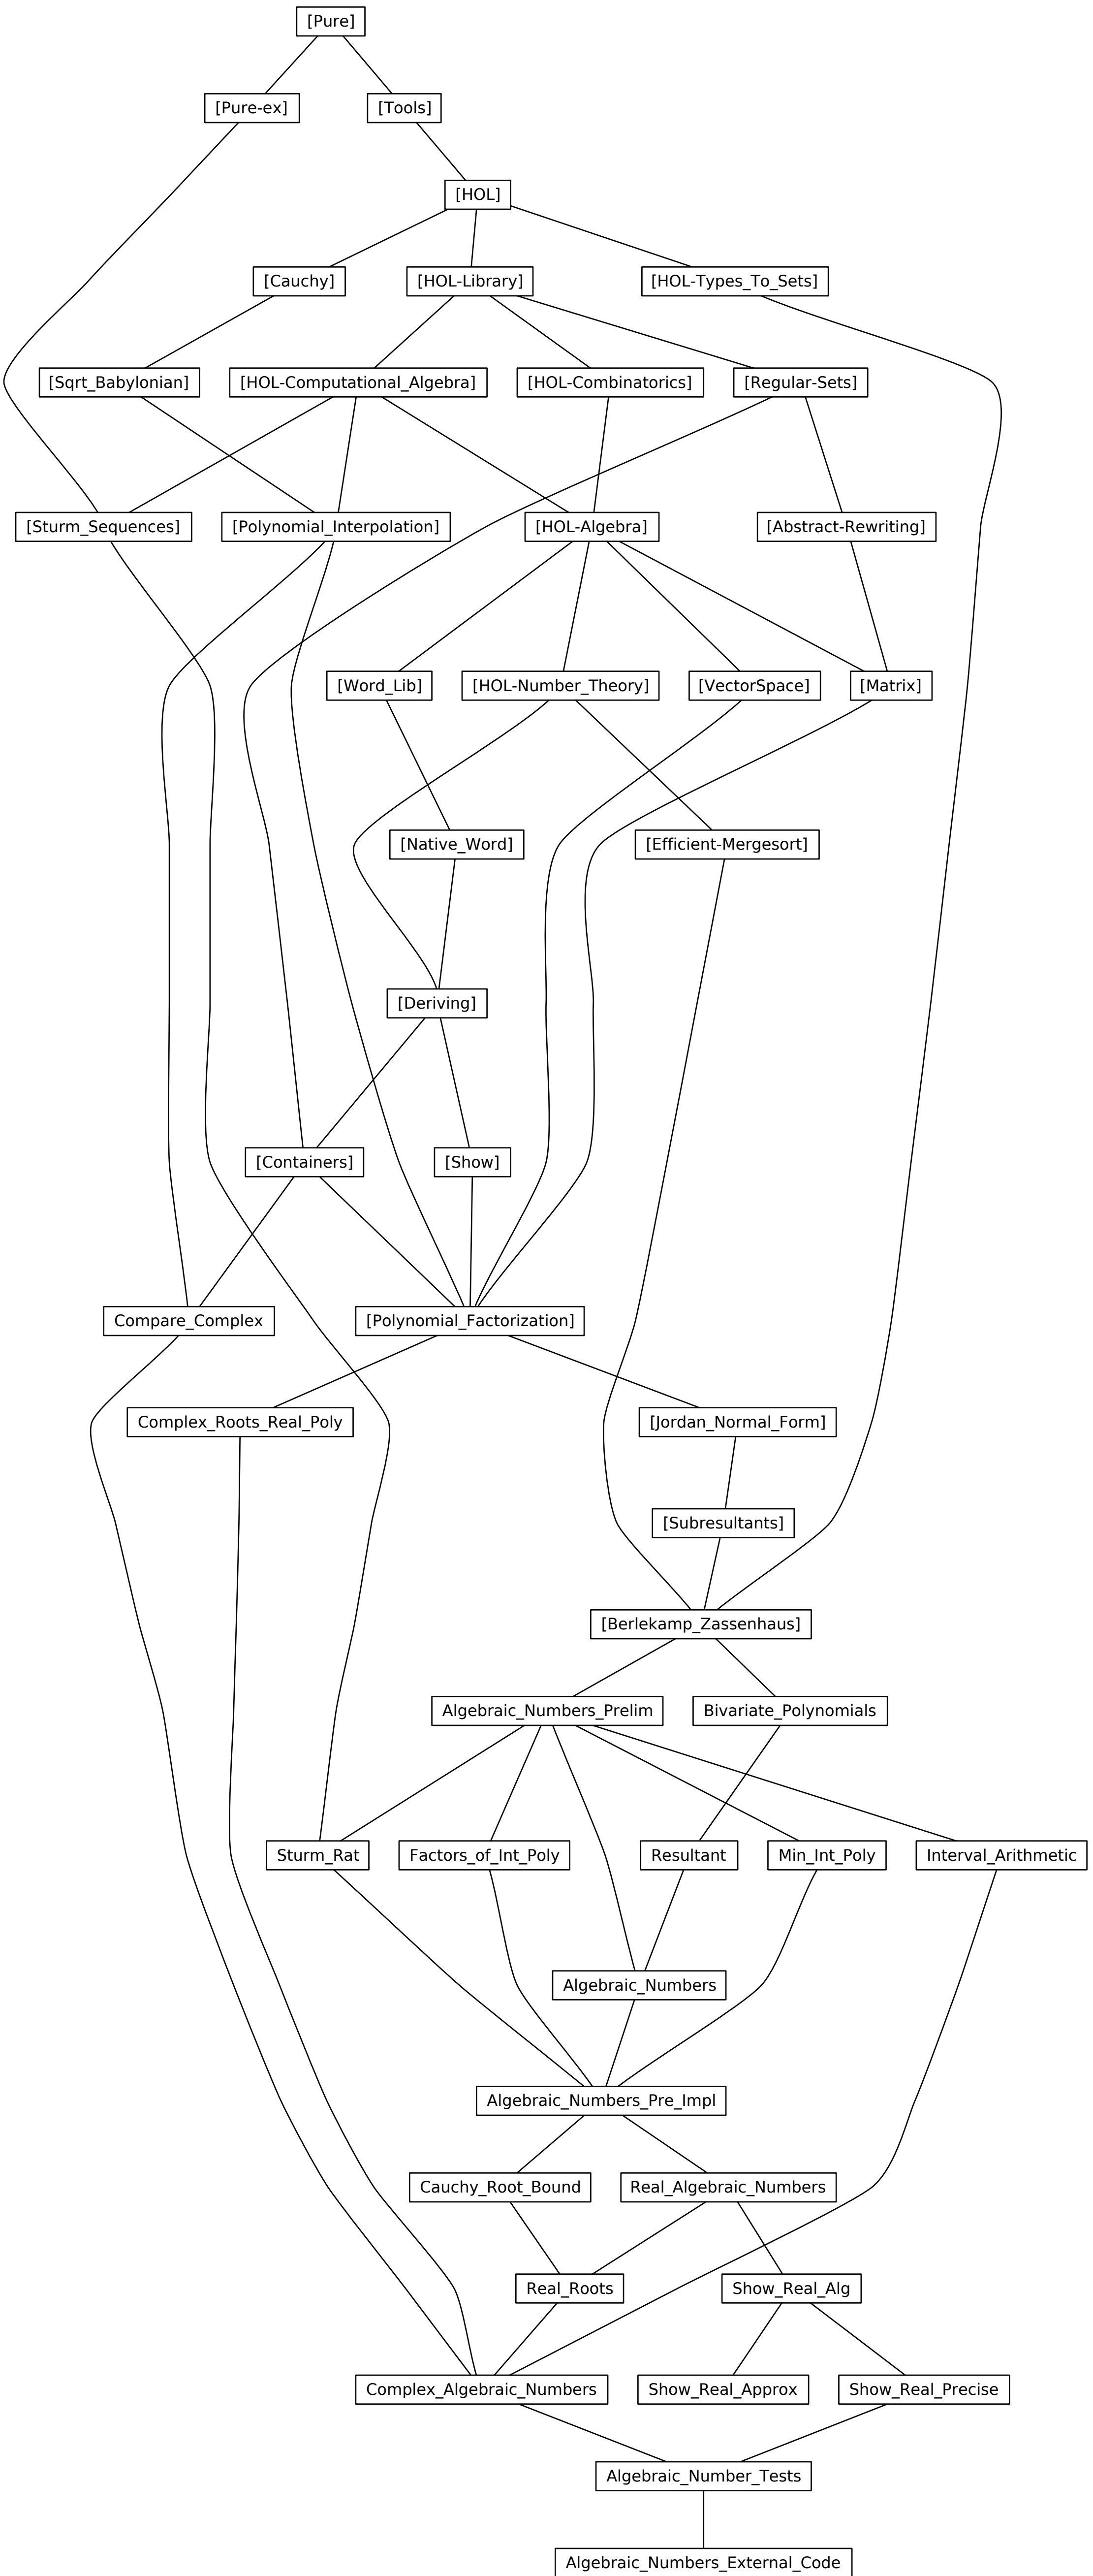 [Pure]
[Pure-ex]
[Tools]
[HOL]
[Cauchy]
[HOL-Library]
[HOL-Types_To_Sets]
[Sqrt_Babylonian]
[HOL-Computational_Algebra]
[HOL-Combinatorics]
[Regular-Sets]
[Sturm_Sequences]
[Polynomial_Interpolation]
[HOL-Algebra]
[Abstract-Rewriting]
[Word_Lib]
[HOL-Number_Theory]
[VectorSpace]
[Matrix]
[Native_Word]
[Efficient-Mergesort]
[Deriving]
[Containers]
[Show]
Compare_Complex
[Polynomial_Factorization]
Complex_Roots_Real_Poly
[Jordan_Normal_Form]
[Subresultants]
[Berlekamp_Zassenhaus]
Algebraic_Numbers_Prelim
Bivariate_Polynomials
Sturm_Rat
Factors_of_Int_Poly
Resultant
Min_Int_Poly
Interval_Arithmetic
Algebraic_Numbers
Algebraic_Numbers_Pre_Impl
Cauchy_Root_Bound
Real_Algebraic_Numbers
Real_Roots
Show_Real_Alg
Complex_Algebraic_Numbers
Show_Real_Approx
Show_Real_Precise
Algebraic_Number_Tests
Algebraic_Numbers_External_Code